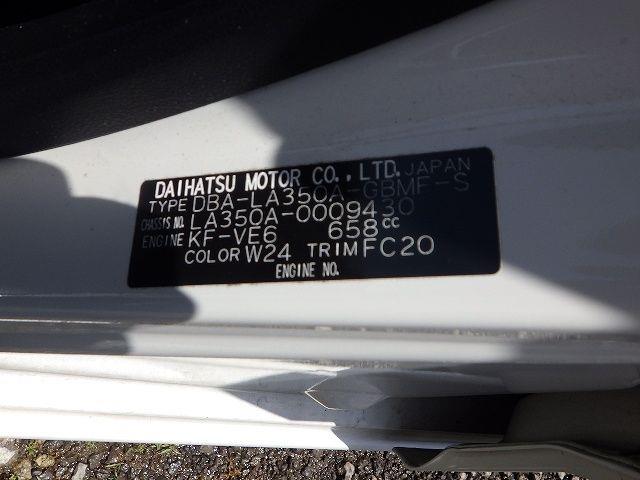 DAIHATSU MOTOR CO., LTD. JAPAN
TYPE DBA-LA350A-GBMF-S
CHASSIS NO. LA350A-0009430
ENGINE KF-VE6 658cc
COLOR W24 TRIM FC20
ENGINE NO.